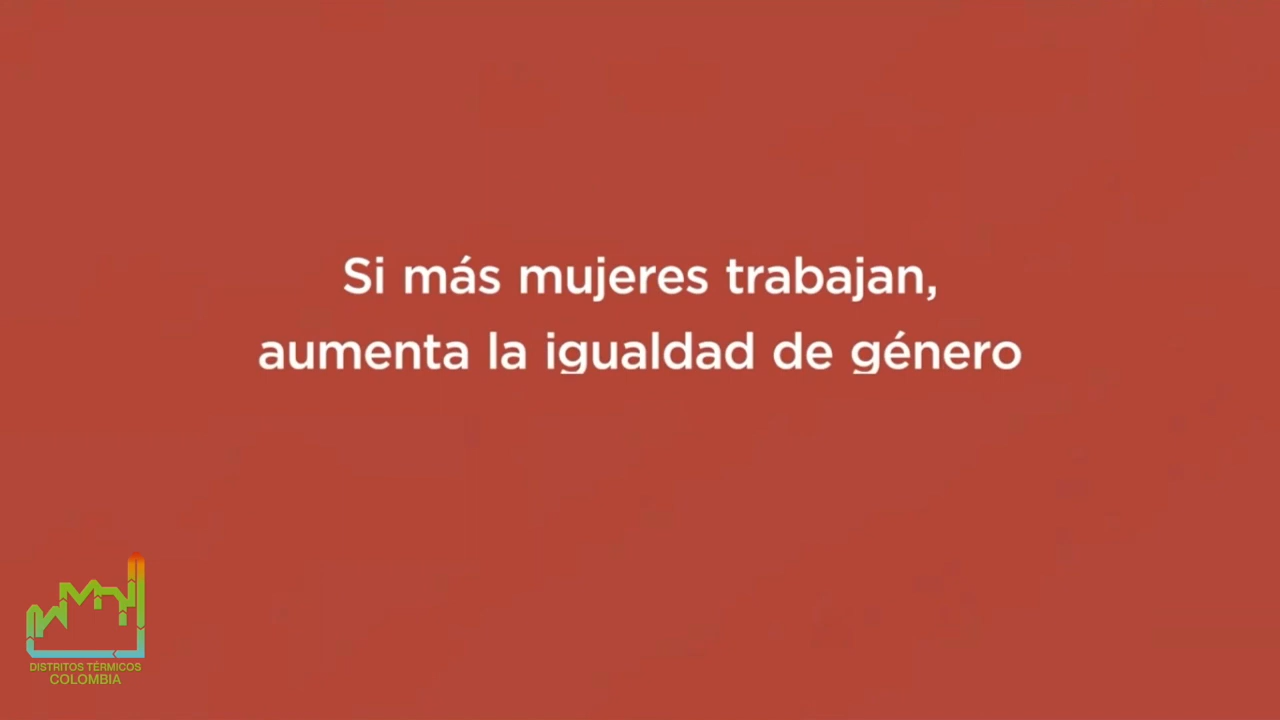 Si más mujeres trabajan,
aumenta la igualdad de género
DISTRITOS TÉRMICOS
COLOMBIA